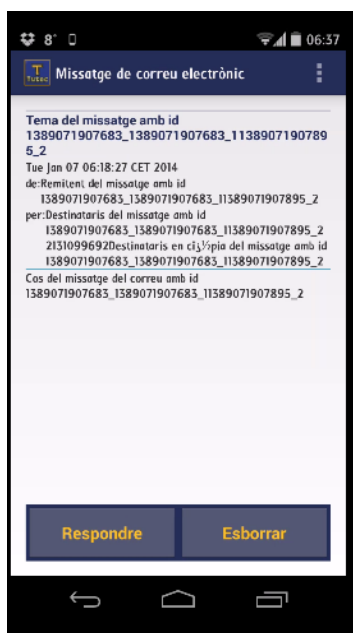 8° 06:37
T Tutec Missatge de correu electrònic
Tema del missatge amb id
1389071907683_1389071907683_1138907190789
5_2
Tue Jan 07 06:18:27 CET 2014
de:Remitent del missatge amb id
1389071907683_1389071907683_11389071907895_2
per:Destinataris del missatge amb id
1389071907683_1389071907683_11389071907895_2
2131099692Destinataris en cï¿½pia del missatge amb id
1389071907683_1389071907683_11389071907895_2
Cos del missatge del correu amb id
1389071907683_1389071907683_11389071907895_2
Respondre Esborrar